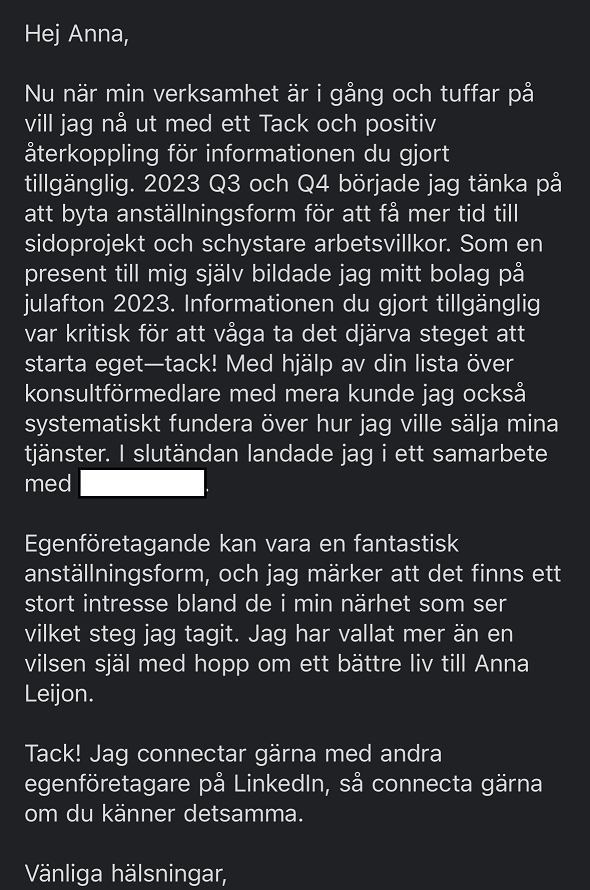 Hej Anna,
Nu när min verksamhet är i gång och tuffar på
vill jag nå ut med ett Tack och positiv
återkoppling för informationen du gjort
tillgänglig. 2023 Q3 och Q4 började jag tänka på
att byta anställningsform för att få mer tid till
sidoprojekt och schystare arbetsvillkor. Som en
present till mig själv bildade jag mitt bolag på
julafton 2023. Informationen du gjort tillgänglig
var kritisk för att våga ta det djärva steget att
starta eget—tack! Med hjälp av din lista över
konsultförmedlare med mera kunde jag också
systematiskt fundera över hur jag ville sälja mina
tjänster. I slutändan landade jag i ett samarbete
med .
Egenföretagande kan vara en fantastisk
anställningsform, och jag märker att det finns ett
stort intresse bland de i min närhet som ser
vilket steg jag tagit. Jag har vallat mer än en
vilsen själ med hopp om ett bättre liv till Anna
Leijon.
Tack! Jag connectar gärna med andra
egenföretagare på LinkedIn, så connecta gärna
om du känner detsamma.
Vänliga hälsningar,